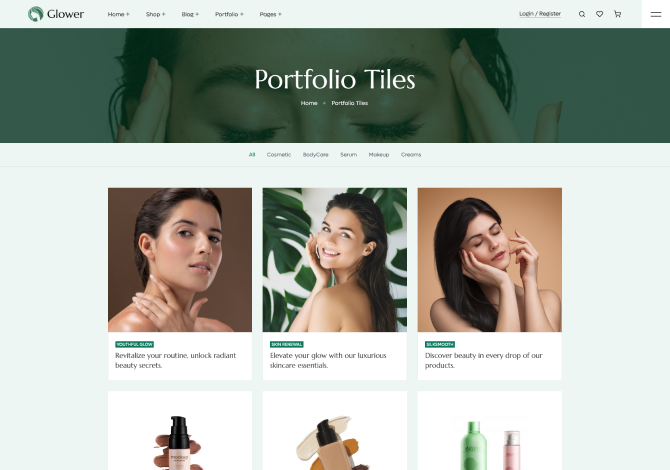 Glower
Home + Shop + Blog + Portfolio + Pages +
Login / Register
Portfolio Tiles
Home Portfolio Tiles
All Cosmetic BodyCare Serum Makeup Creams
YOUTHFUL GLOW
Revitalize your routine, unlock radiant
beauty secrets.
SKIN RENEWAL
Elevate your glow with our luxurious
skincare essentials.
SILKSMOOTH
Discover beauty in every drop of our
products.